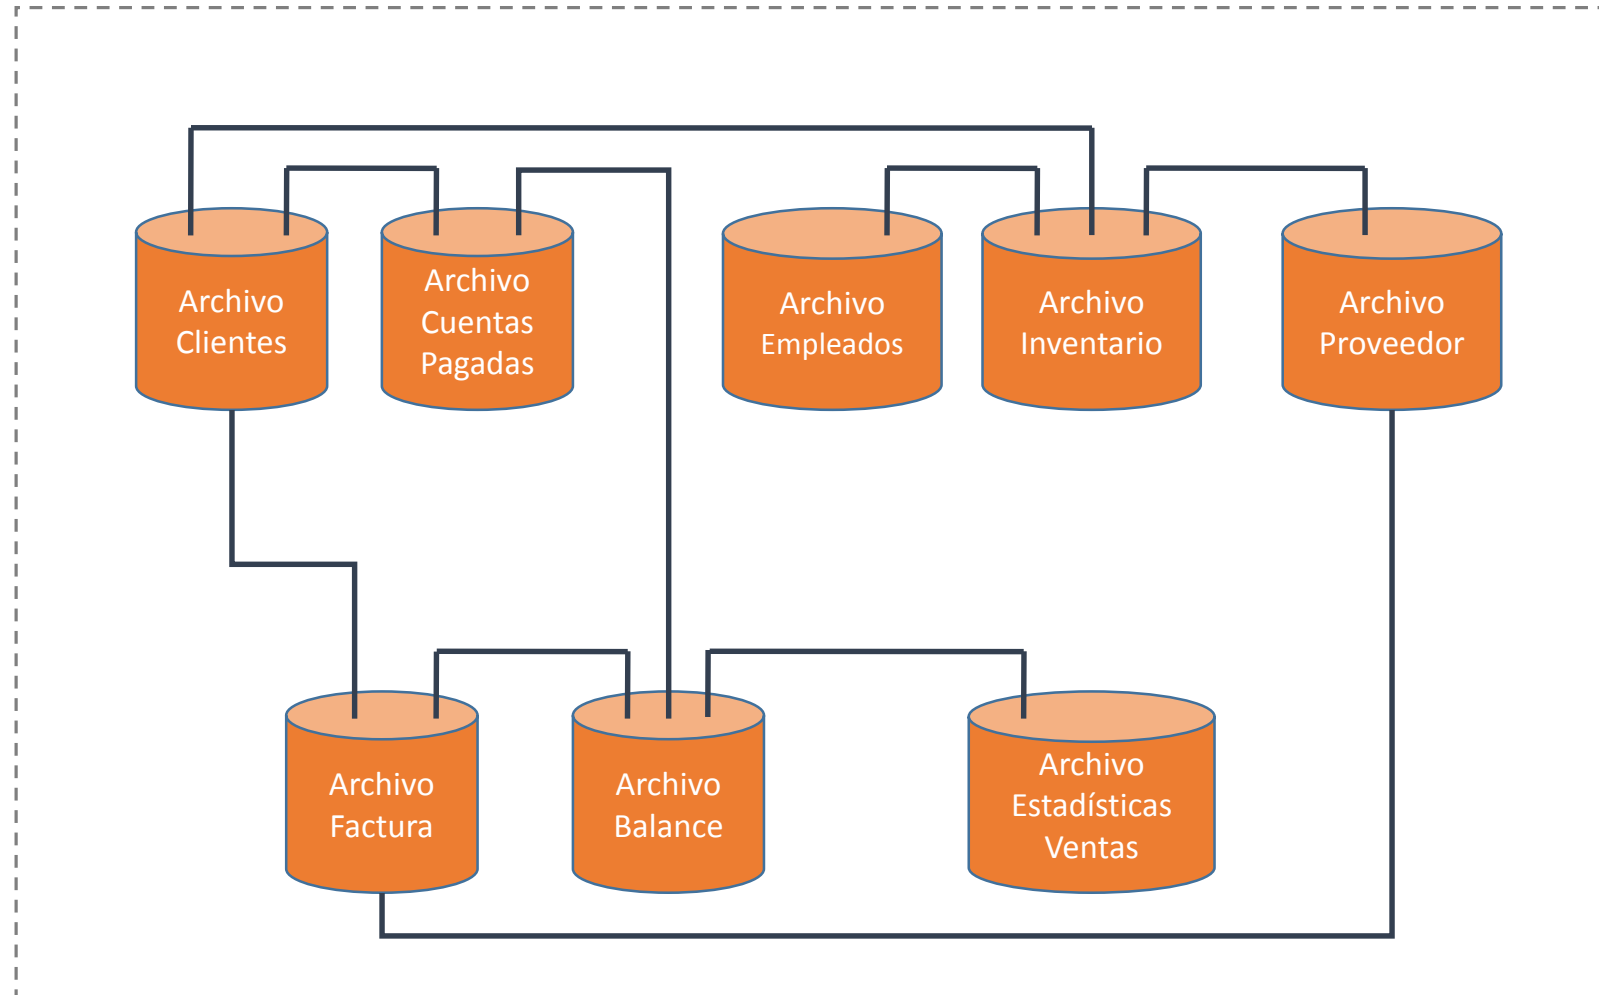 Archivo
Clientes
Archivo
Cuentas
Pagadas
Archivo
Empleados
Archivo
Inventario
Archivo
Proveedor
Archivo
Factura
Archivo
Balance
Archivo
Estadísticas
Ventas